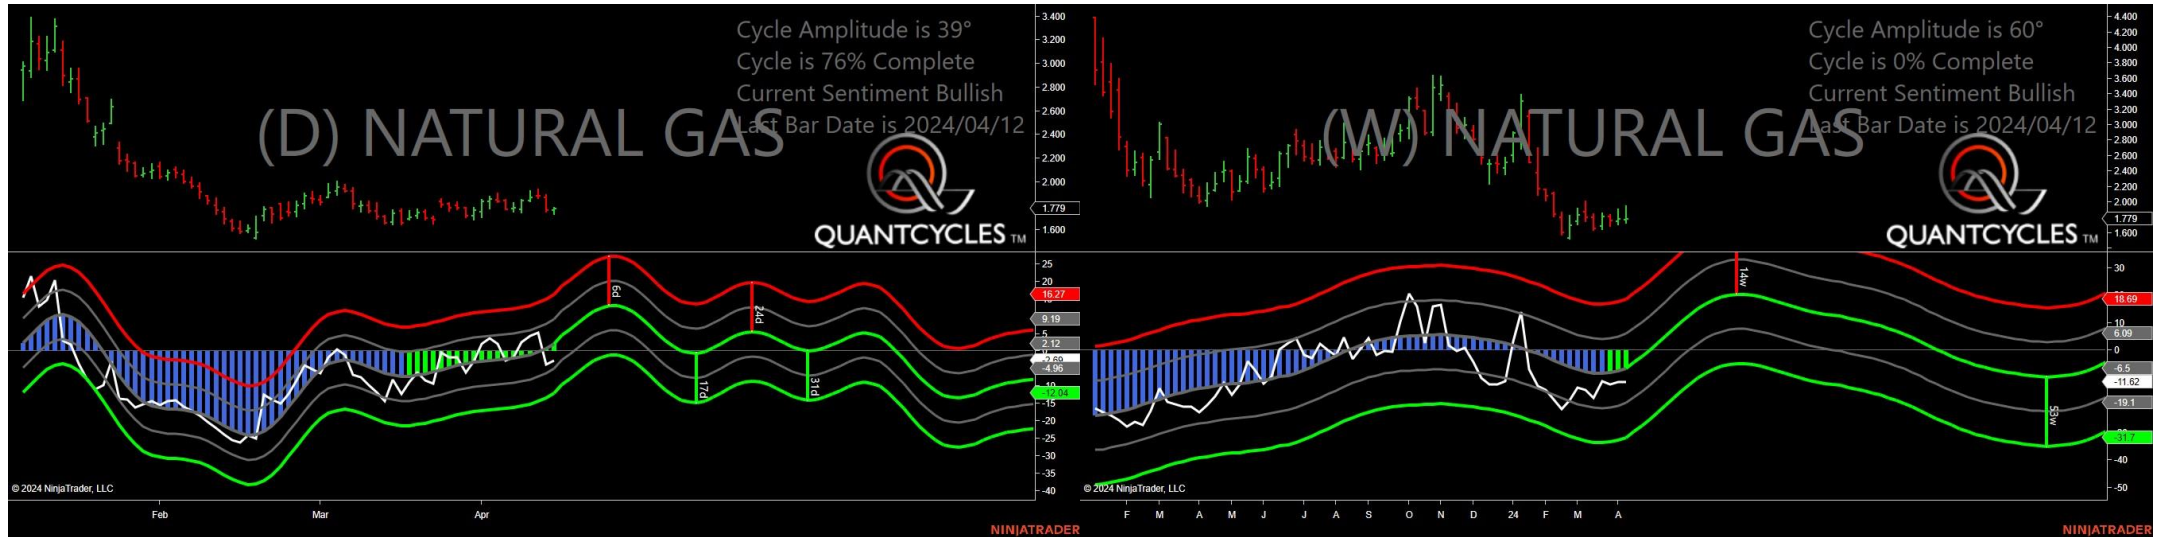 Cycle Amplitude is 39°
Cycle is 76% Complete
Current Sentiment Bullish
Last Bar Date is 2024/04/12
(D) NATURAL GAS
QUANTCYCLES TM
3.400
3.200
3.000
2.800
2.600
2.400
2.200
2.000
1.779
1.600
25
20
16.27
9.19
5
2.12
-2.69
-4.96
-10
-12.04
-15
-20
-25
-30
-35
-40
6d
17d
24d
31d
© 2024 NinjaTrader, LLC
Feb Mar Apr
NINJATRADER
Cycle Amplitude is 60°
Cycle is 0% Complete
Current Sentiment Bullish
Last Bar Date is 2024/04/12
(W) NATURAL GAS
QUANTCYCLES TM
4.400
4.200
4.000
3.800
3.600
3.400
3.200
3.000
2.800
2.600
2.400
2.200
2.000
1.779
1.600
30
18.69
10
6.09
0
-6.5
-11.62
-19.1
-31.7
-40
-50
14w
53w
© 2024 NinjaTrader, LLC
F M A M J J A S O N D 24 F M A
NINJATRADER